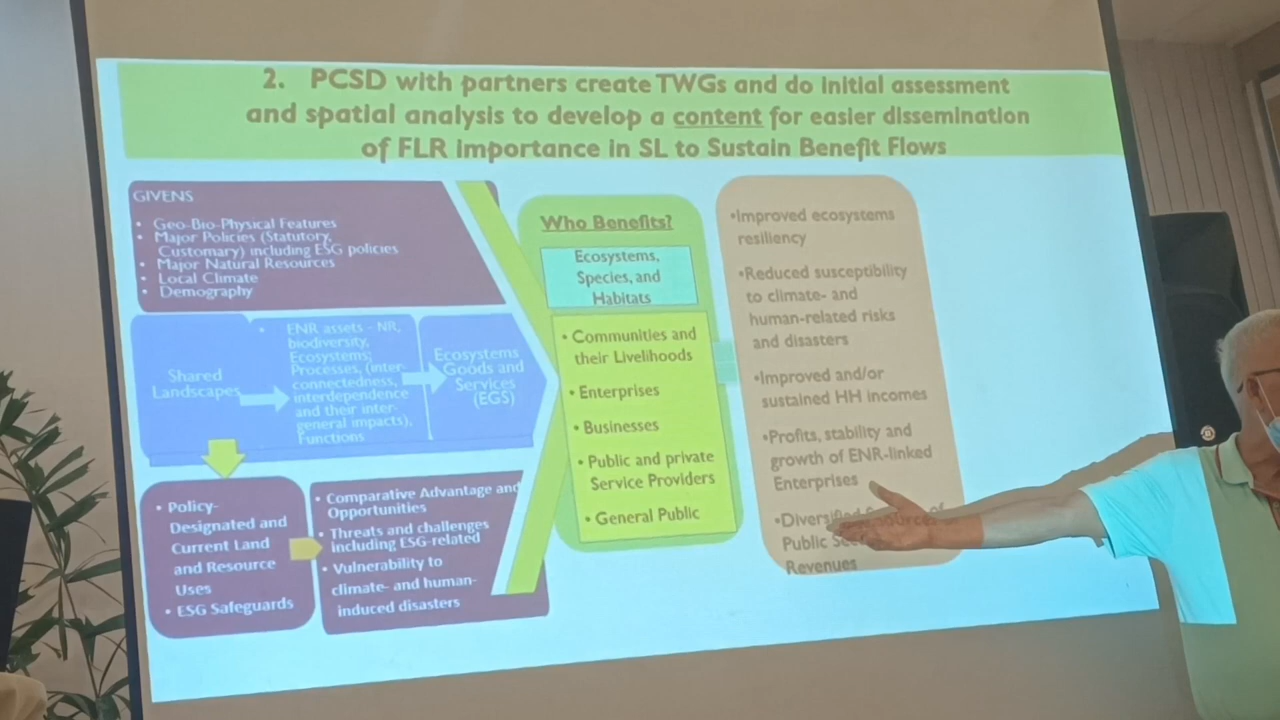 2. PCSD with partners create TWGs and do initial assessment
and spatial analysis to develop a content for easier dissemination
of FLR importance in SL to Sustain Benefit Flows
GIVENS
• Geo-Bio-Physical Features
• Major Policies (Statutory,
Customary) including ESG policies
• Major Natural Resources
• Local Climate
• Demography
Shared
Landscapes
• ENR assets - NR,
biodiversity,
Ecosystems;
Processes, (inter-
connectedness,
interdependence
and their inter-
general impacts),
Functions
Ecosystems
Goods and
Services
(EGS)
• Policy-
Designated and
Current Land
and Resource
Uses
• ESG Safeguards
• Comparative Advantage and
Opportunities
• Threats and challenges
including ESG-related
• Vulnerability to
climate- and human-
induced disasters
Who Benefits?
Ecosystems,
Species, and
Habitats
• Communities and
their Livelihoods
• Enterprises
• Businesses
• Public and private
Service Providers
• General Public
•Improved ecosystems
resiliency
•Reduced susceptibility
to climate- and
human-related risks
and disasters
•Improved and/or
sustained HH incomes
•Profits, stability and
growth of ENR-linked
Enterprises
•Diversified of
Public
Revenues